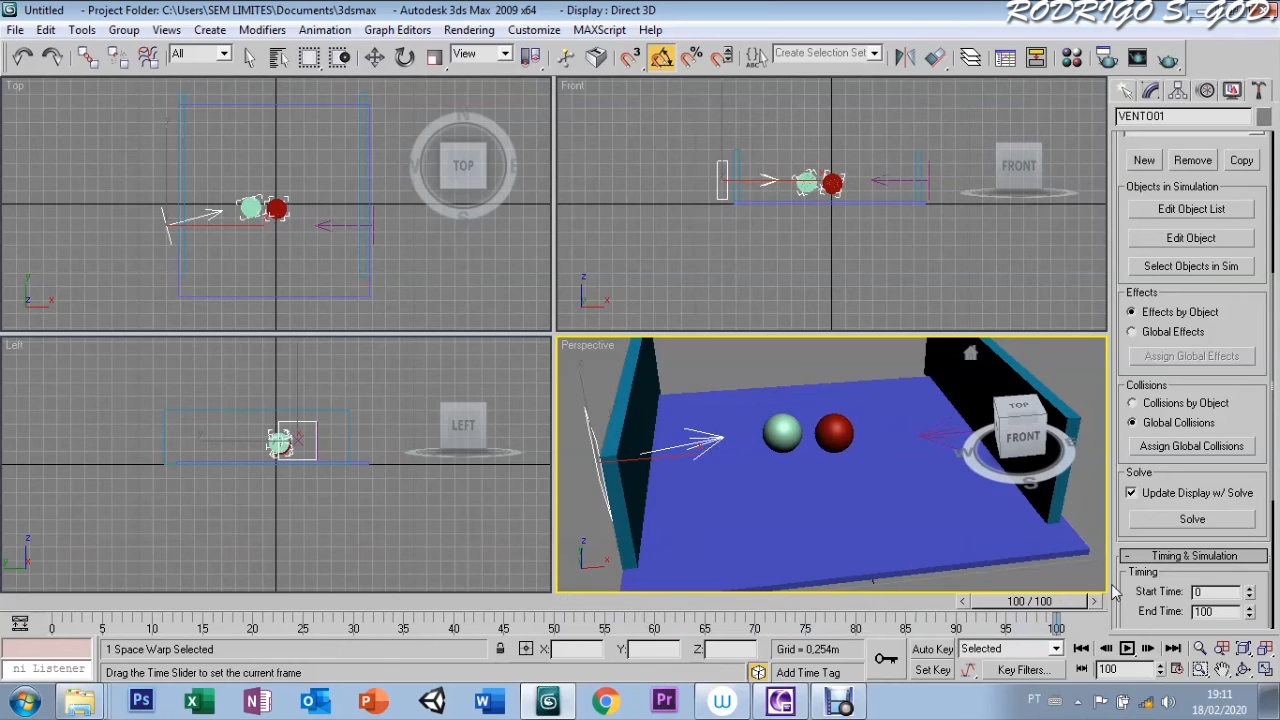 Untitled - Project Folder: C:\Users\SEM LIMITES\Documents\3dsmax - Autodesk 3ds Max 2009 x64 - Display : Direct 3D
RODRIGO S. GOD
File Edit Tools Group Views Create Modifiers Animation Graph Editors Rendering Customize MAXScript Help
All View 3 % ABC Create Selection Set
Top
N
TOP
E
S
y
z x
Front
FRONT
z
x
VENTO01
New Remove Copy
Objects in Simulation
Edit Object List
Edit Object
Select Objects in Sim
Effects
Effects by Object
Global Effects
Assign Global Effects
Collisions
Collisions by Object
Global Collisions
Assign Global Collisions
Solve
Update Display w/ Solve
Solve
- Timing & Simulation
Timing
Start Time: 0
End Time: 100
Left
LEFT
z
y x
Perspective
TOP
FRONT
W
S
z
x
100 / 100
0 5 10 15 20 25 30 35 40 45 50 55 60 65 70 75 80 85 90 95 100
1 Space Warp Selected X: Y: Z: Grid = 0,254m Auto Key Selected
ni Listener Drag the Time Slider to set the current frame Add Time Tag Set Key Key Filters... 100
Ps W Pr W
PT 19:11
18/02/2020